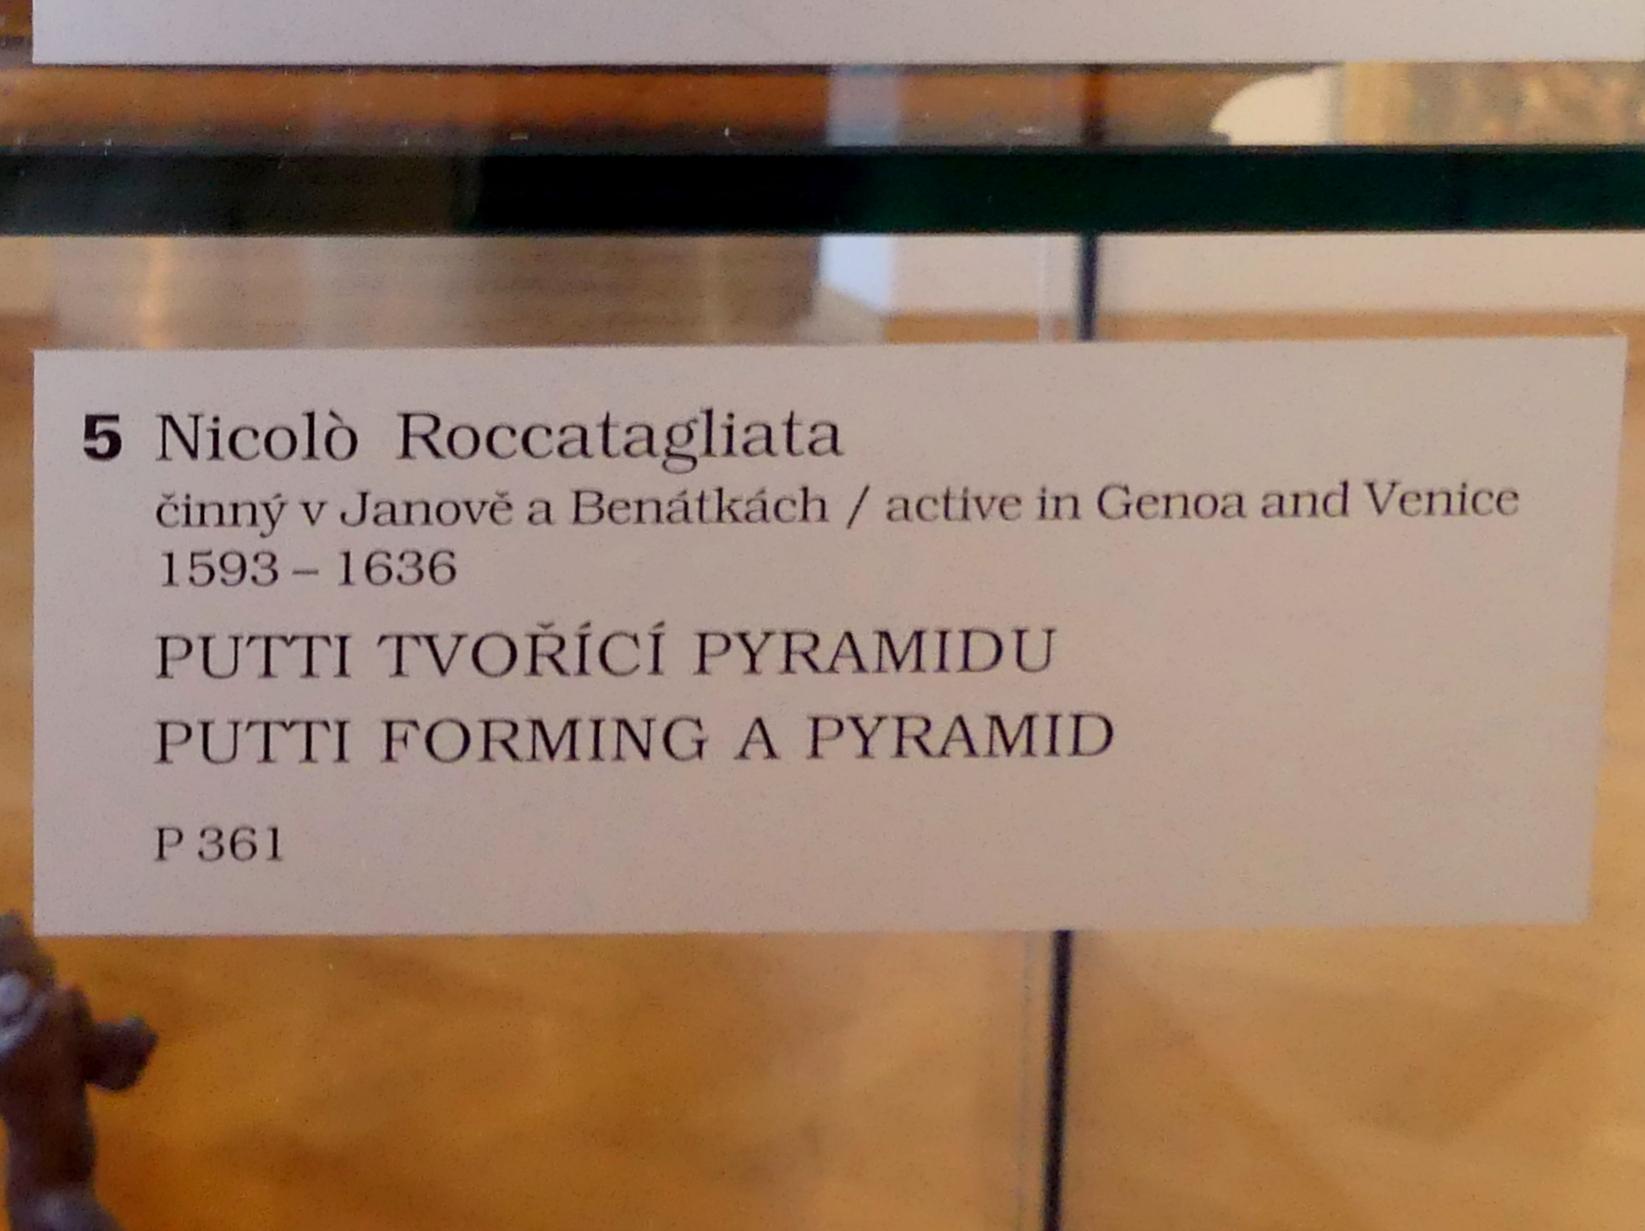 5 Nicolò Roccatagliata
činný v Janově a Benátkách / active in Genoa and Venice
1593 – 1636
PUTTI TVOŘÍCÍ PYRAMIDU
PUTTI FORMING A PYRAMID
P 361